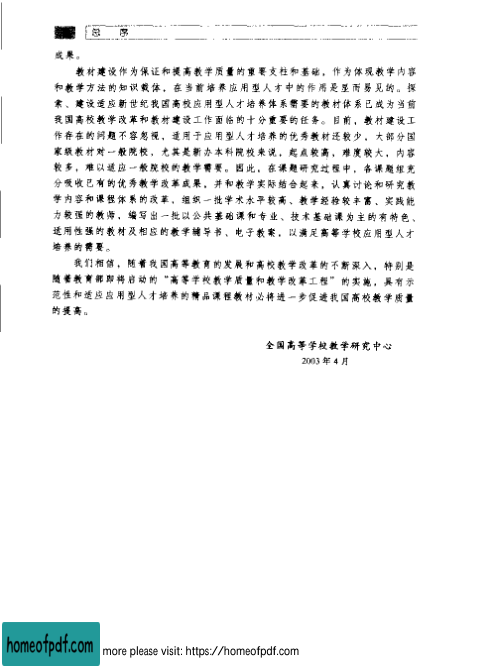 总 序
成果。
教材建设作为保证和提高教学质量的重要支柱和基础，作为体现教学内容
和教学方法的知识载体，在当前培养应用型人才中的作用是显而易见的。探
索、建设适应新世纪我国高校应用型人才培养体系需要的教材体系已成为当前
我国高校教学改革和教材建设工作面临的十分重要的任务。目前，教材建设工
作存在的问题不容忽视，适用于应用型人才培养的优秀教材还较少，大部分国
家级教材对一般院校，尤其是新办本科院校来说，起点较高，难度较大，内容
较多，难以适应一般院校的教学需要。因此，在课题研究过程中，各课题组充
分吸收已有的优秀教学改革成果，并和教学实际结合起来，认真讨论和研究教
学内容和课程体系的改革，组织一批学术水平较高、教学经验较丰富、实践能
力较强的教师，编写出一批以公共基础课和专业、技术基础课为主的有特色、
适用性强的教材及相应的教学辅导书、电子教案，以满足高等学校应用型人才
培养的需要。
我们相信，随着我国高等教育的发展和高校教学改革的不断深入，特别是
随着教育部即将启动的“高等学校教学质量和教学改革工程”的实施，具有示
范性和适应应用型人才培养的精品课程教材必将进一步促进我国高校教学质量
的提高。
全国高等学校教学研究中心
2003 年 4 月
homeofpdf.com
more please visit: https://homeofpdf.com